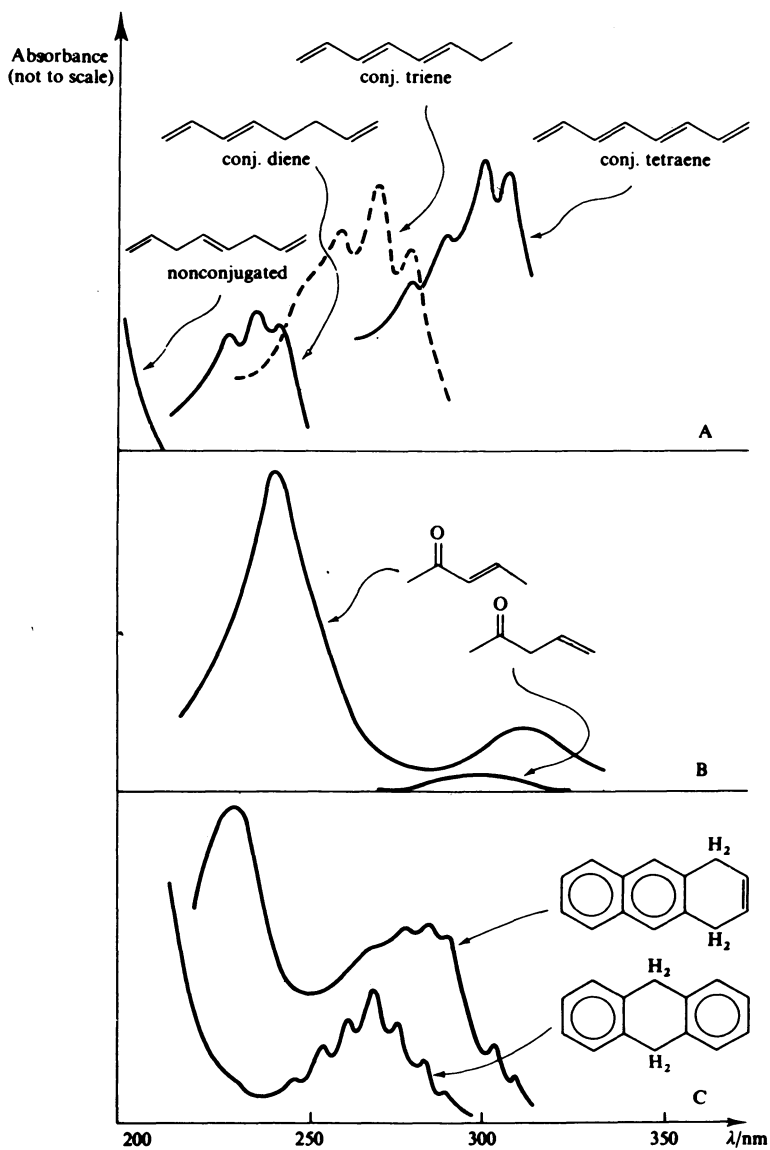 Absorbance
(not to scale)
conj. triene
conj. diene
conj. tetraene
nonconjugated
A
O
O
B
H2
H2
H2
H2
C
200
250
300
350
λ/nm